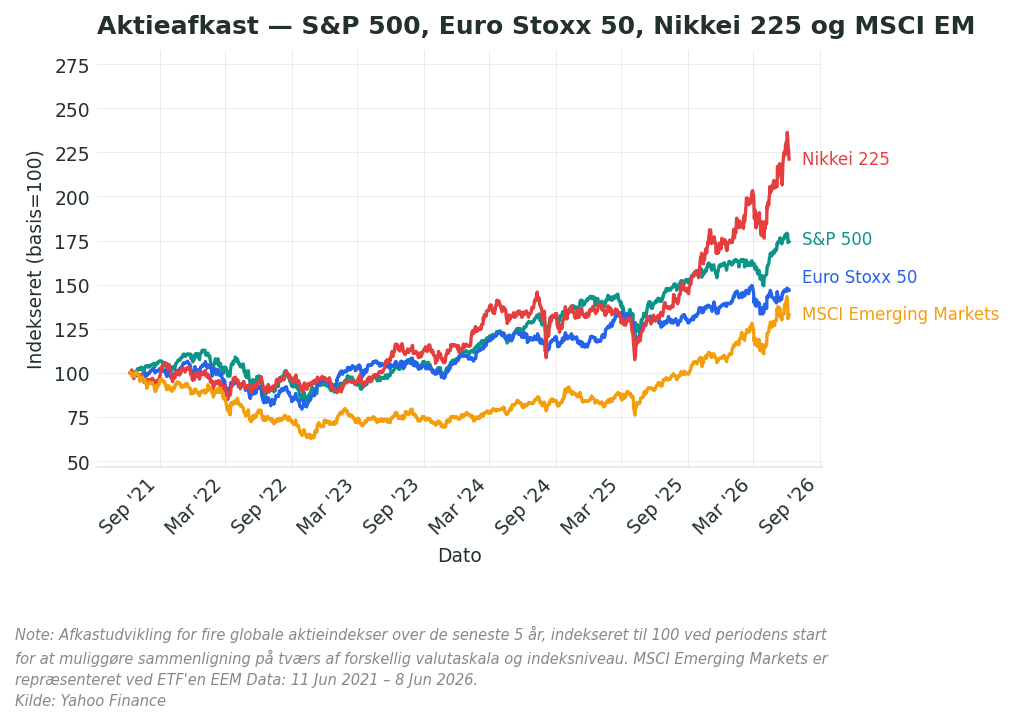 Aktieafkast — S&P 500, Euro Stoxx 50, Nikkei 225 og MSCI EM
275
250
225
200
175
150
125
100
75
50
Indekseret (basis=100)
Nikkei 225
S&P 500
Euro Stoxx 50
MSCI Emerging Markets
Sep '21
Mar '22
Sep '22
Mar '23
Sep '23
Mar '24
Sep '24
Mar '25
Sep '25
Mar '26
Sep '26
Dato
Note: Afkastudvikling for fire globale aktieindekser over de seneste 5 år, indekseret til 100 ved periodens start
for at muliggøre sammenligning på tværs af forskellig valutaskala og indeksniveau. MSCI Emerging Markets er
repræsenteret ved ETF'en EEM Data: 11 Jun 2021 – 8 Jun 2026.
Kilde: Yahoo Finance